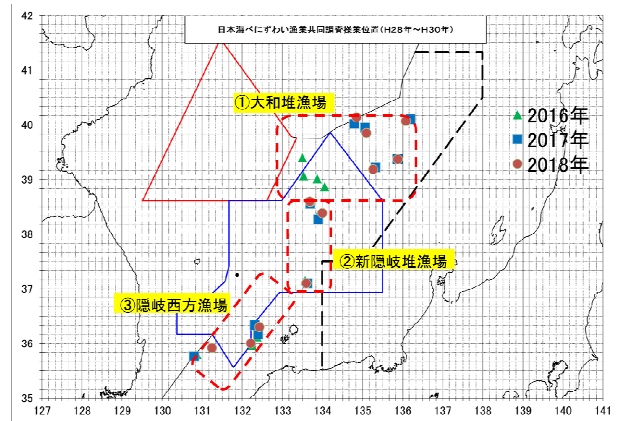 日本海べにずわい漁業共同調査操業位置(H28年～H30年)
①大和堆漁場
2016年
2017年
2018年
②新隠岐堆漁場
③隠岐西方漁場
42
41
40
39
38
37
36
35
127 128 129 130 131 132 133 134 135 136 137 138 139 140 141